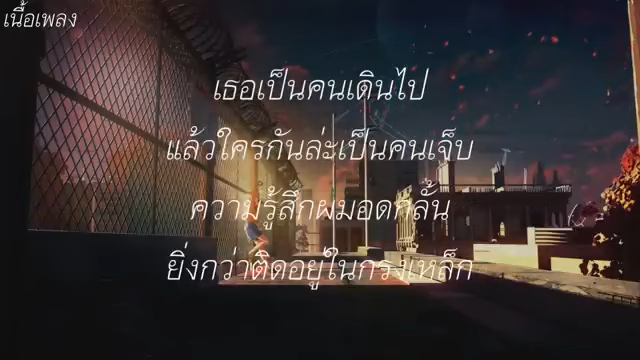 เนื้อเพลง
เธอเป็นคนเดินไป
แล้วใครกันล่ะเป็นคนเจ็บ
ความรู้สึกผมอดกลั้น
ยิ่งกว่าติดอยู่ในกรงเหล็ก